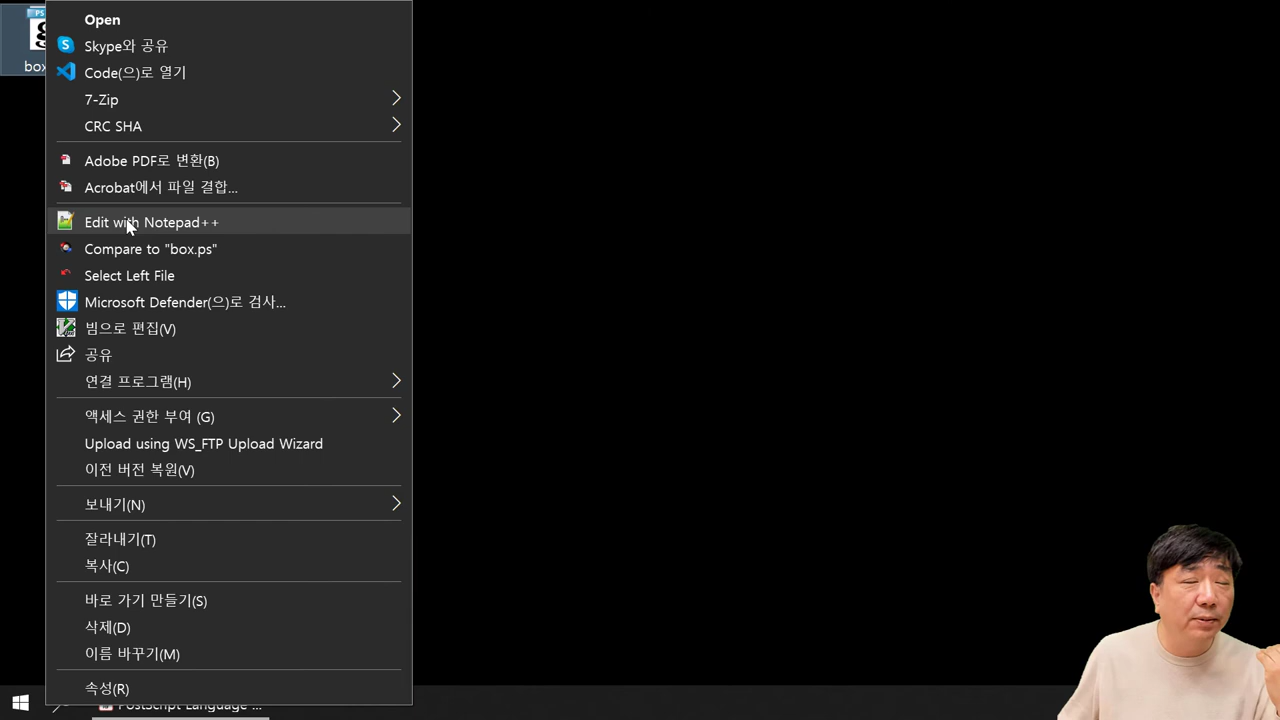 PS
g
box
Open
Skype와 공유
Code(으)로 열기
7-Zip
CRC SHA
Adobe PDF로 변환(B)
Acrobat에서 파일 결합...
Edit with Notepad++
Compare to "box.ps"
Select Left File
Microsoft Defender(으)로 검사...
빔으로 편집(V)
공유
연결 프로그램(H)
액세스 권한 부여 (G)
Upload using WS_FTP Upload Wizard
이전 버전 복원(V)
보내기(N)
잘라내기(T)
복사(C)
바로 가기 만들기(S)
삭제(D)
이름 바꾸기(M)
속성(R)
PostScript Language ...